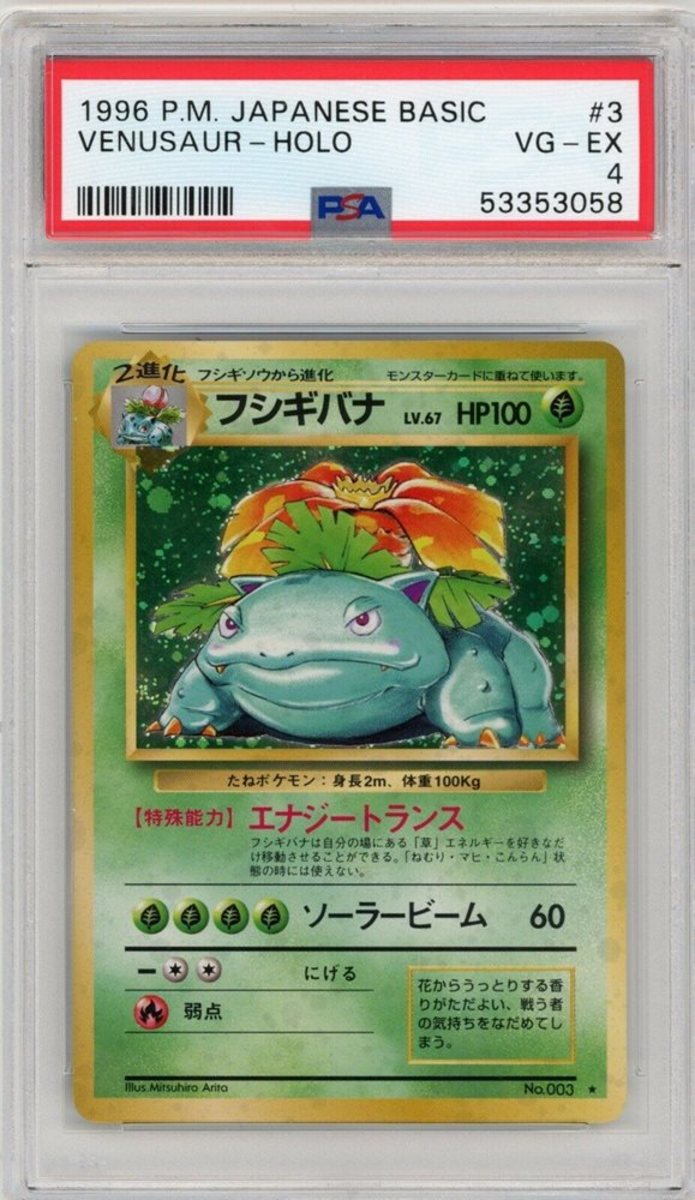 1996 P.M. JAPANESE BASIC #3
VENUSAUR - HOLO VG - EX
4
PSA 53353058
2進化 フシギソウから進化 モンスターカードに重ねて使います。
フシギバナ LV.67 HP100
たねポケモン：身長2m、体重100Kg
【特殊能力】エナジートランス
フシギバナは自分の場にある「草」エネルギーを好きなだ
け移動させることができる。「ねむり・マヒ・こんらん」状
態の時には使えない。
ソーラービーム 60
にげる
弱点
花からうっとりする香
りがただよい、戦う者
の気持ちをなだめてし
まう。
Illus.Mitsuhiro Arita No.003 ★